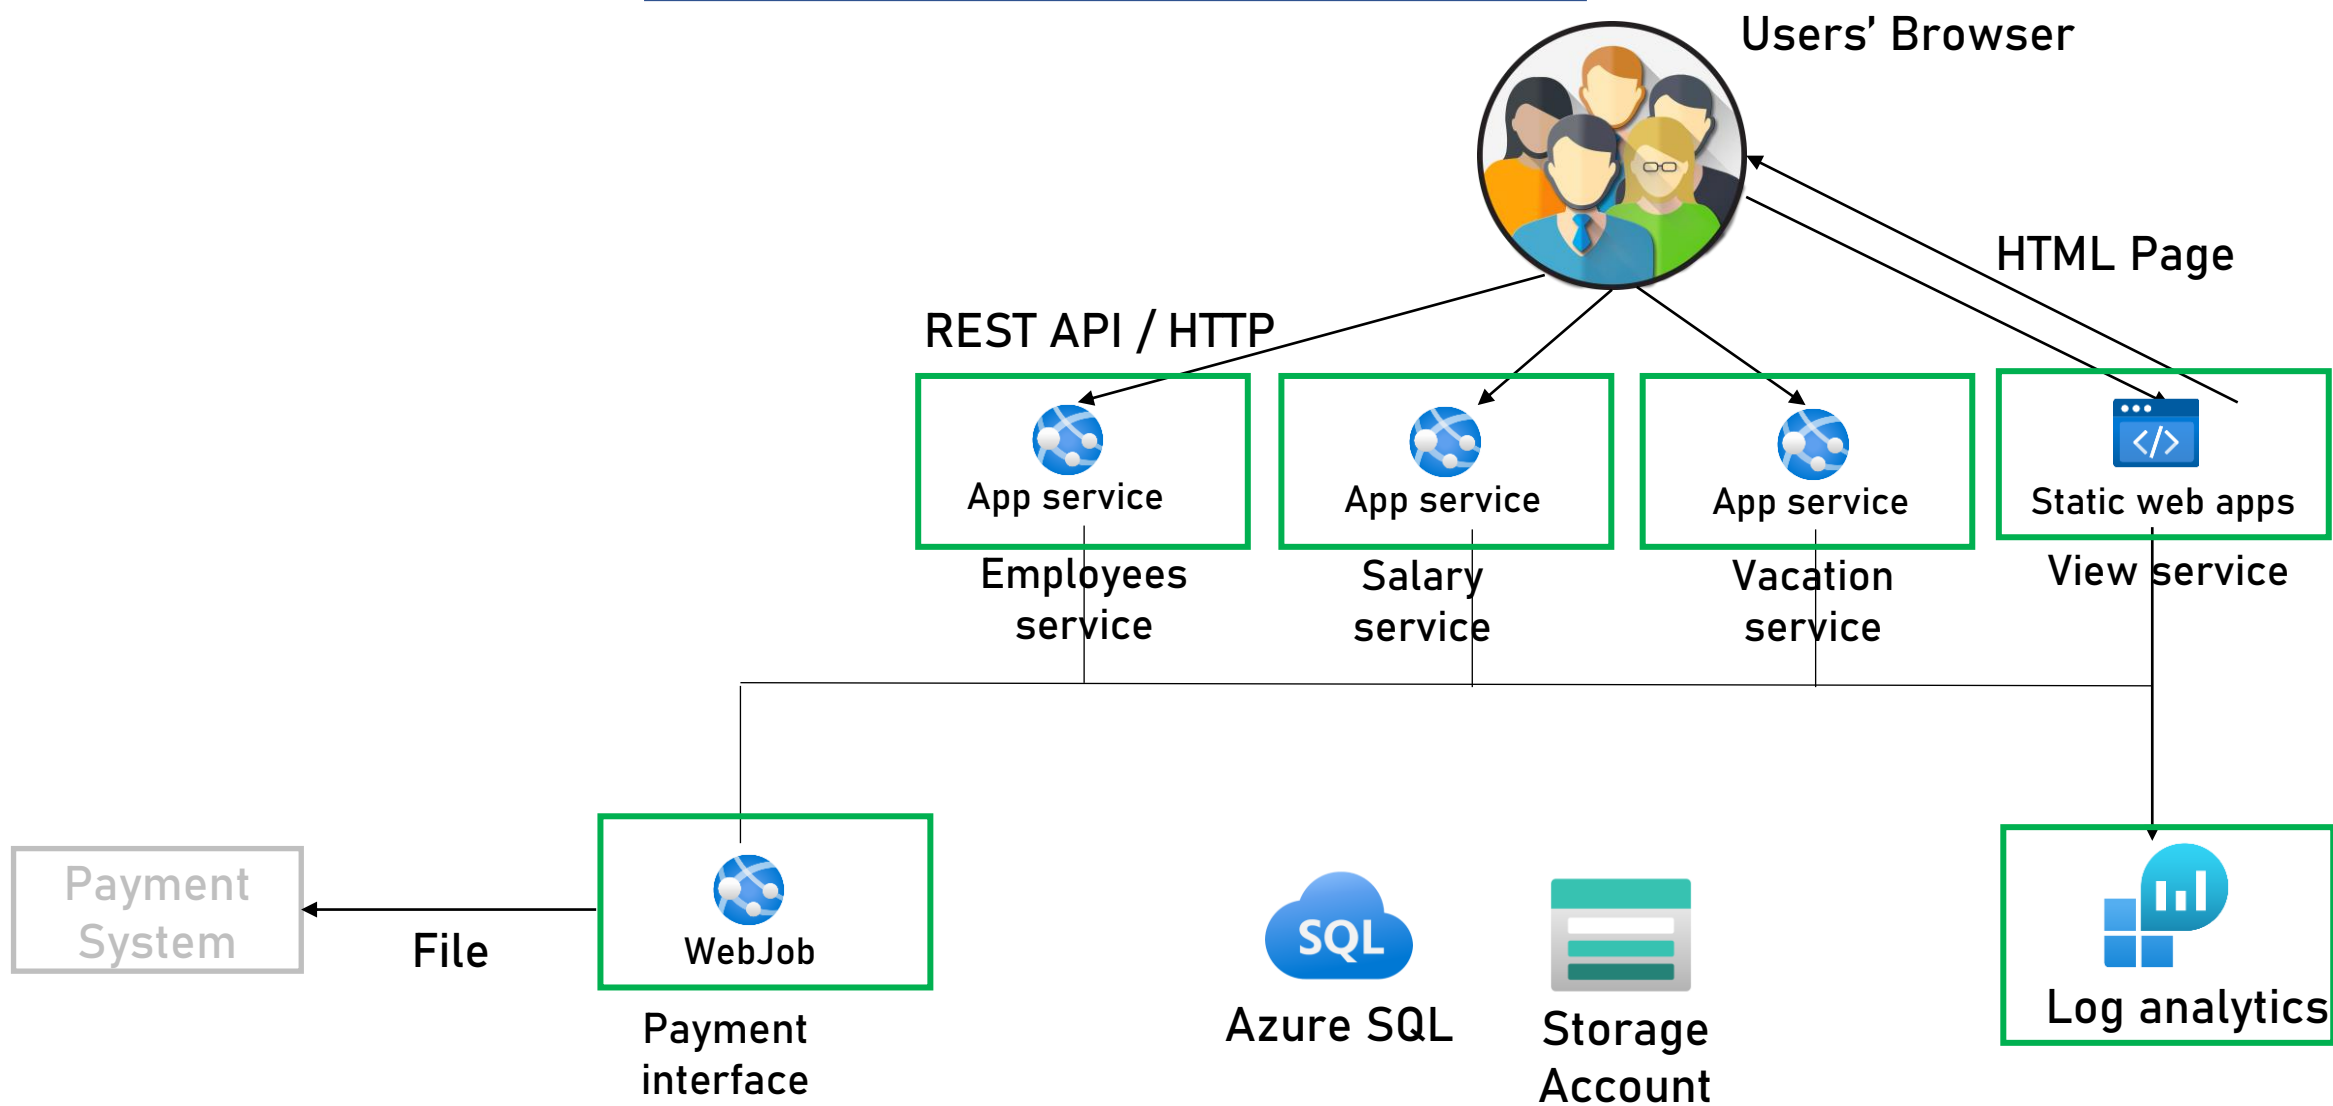 Users’ Browser
HTML Page
REST API / HTTP
App service
App service
App service
Static web apps
Employees
service
Salary
service
Vacation
service
View service
Payment
System
File
WebJob
Payment
interface
SQL
Azure SQL
Storage
Account
Log analytics